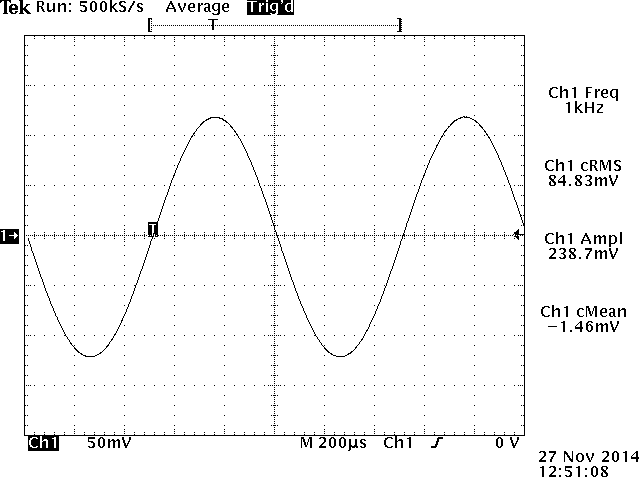 Tek Run: 500kS/s Average Trig'd
T
T
1→
Ch1 Freq
1kHz
Ch1 cRMS
84.83mV
Ch1 Ampl
238.7mV
Ch1 cMean
−1.46mV
Ch1 50mV M 200µs Ch1 0 V
27 Nov 2014
12:51:08